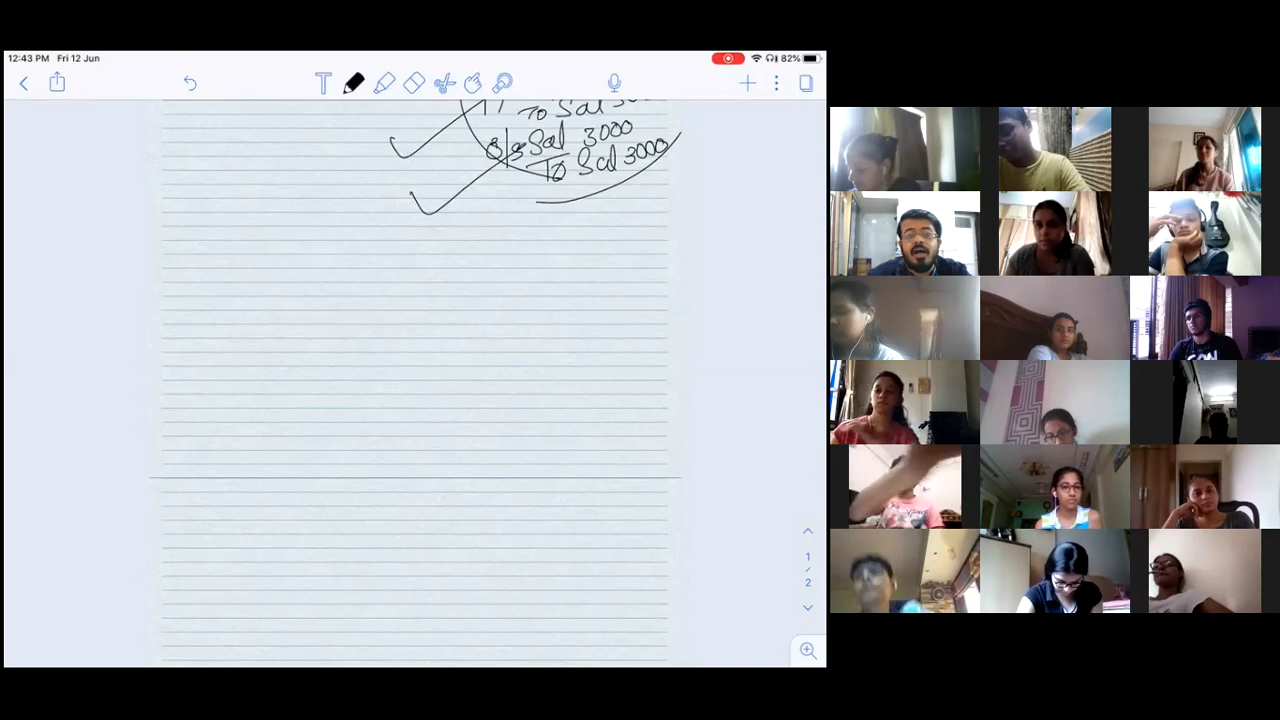 12:43 PM Fri 12 Jun
82%
T
To Sal
o/s Sal 3000
To Sal 3000
1
/
2